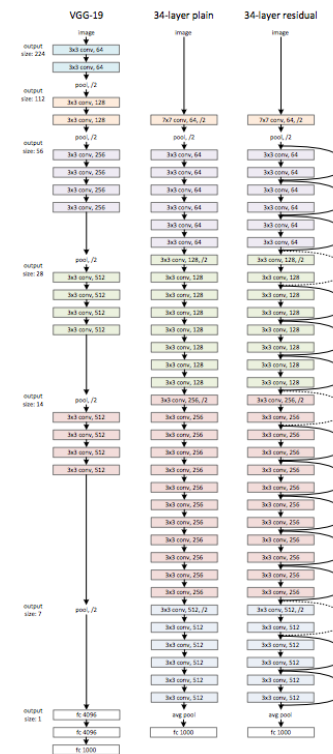 VGG-19
34-layer plain
34-layer residual
output
size: 224
image
3x3 conv, 64
3x3 conv, 64
output
size: 112
pool, /2
3x3 conv, 128
3x3 conv, 128
output
size: 56
pool, /2
3x3 conv, 256
3x3 conv, 256
3x3 conv, 256
3x3 conv, 256
output
size: 28
pool, /2
3x3 conv, 512
3x3 conv, 512
3x3 conv, 512
3x3 conv, 512
output
size: 14
pool, /2
3x3 conv, 512
3x3 conv, 512
3x3 conv, 512
3x3 conv, 512
output
size: 7
pool, /2
output
size: 1
fc 4096
fc 4096
fc 1000
image
7x7 conv, 64, /2
pool, /2
3x3 conv, 64
3x3 conv, 64
3x3 conv, 64
3x3 conv, 64
3x3 conv, 64
3x3 conv, 64
3x3 conv, 128, /2
3x3 conv, 128
3x3 conv, 128
3x3 conv, 128
3x3 conv, 128
3x3 conv, 128
3x3 conv, 128
3x3 conv, 128
3x3 conv, 256, /2
3x3 conv, 256
3x3 conv, 256
3x3 conv, 256
3x3 conv, 256
3x3 conv, 256
3x3 conv, 256
3x3 conv, 256
3x3 conv, 256
3x3 conv, 256
3x3 conv, 256
3x3 conv, 256
3x3 conv, 512, /2
3x3 conv, 512
3x3 conv, 512
3x3 conv, 512
3x3 conv, 512
3x3 conv, 512
avg pool
fc 1000
image
7x7 conv, 64, /2
pool, /2
3x3 conv, 64
3x3 conv, 64
3x3 conv, 64
3x3 conv, 64
3x3 conv, 64
3x3 conv, 64
3x3 conv, 128, /2
3x3 conv, 128
3x3 conv, 128
3x3 conv, 128
3x3 conv, 128
3x3 conv, 128
3x3 conv, 128
3x3 conv, 128
3x3 conv, 256, /2
3x3 conv, 256
3x3 conv, 256
3x3 conv, 256
3x3 conv, 256
3x3 conv, 256
3x3 conv, 256
3x3 conv, 256
3x3 conv, 256
3x3 conv, 256
3x3 conv, 256
3x3 conv, 256
3x3 conv, 512, /2
3x3 conv, 512
3x3 conv, 512
3x3 conv, 512
3x3 conv, 512
3x3 conv, 512
avg pool
fc 1000